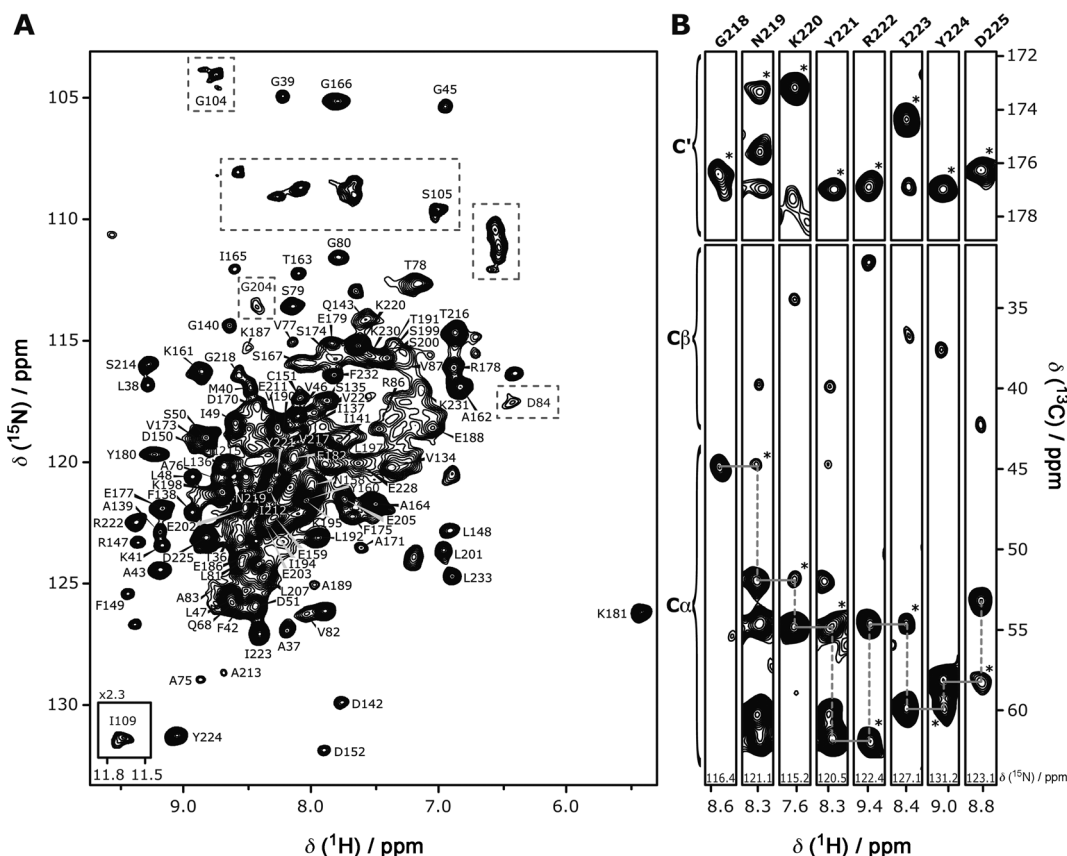 A
B
G218 N219 K220 Y221 R222 I223 Y224 D225
105
110
115
120
125
130
δ (¹⁵N) / ppm
G104
G39
G166
G45
S105
G80
I165
T163
T78
G204
S79
Q143
E179
K220
G140
K187
V77
S174
K230
T191
S199
S200
T216
S214
K161
G218
S167
F232
V87
R178
L38
M40
D170
E211
C151
V190
V46
S135
V229
R86
K231
A162
D84
S50
I49
I137
I141
V173
D150
Y221
V217
E188
Y180
L136
F182
L197
V134
A76
L48
K198
N158
V160
E228
E177
F138
N219
I212
A164
A139
E202
K195
E205
R222
F175
L148
R147
D225
T36
L192
A171
K41
E186
E159
I194
L201
A43
L81
E203
A189
L233
F149
A83
L207
L47
D51
Q68
F42
V82
K181
I223
A37
A213
A75
D142
x2.3
I109
Y224
D152
11.8 11.5
9.0 8.0 7.0 6.0
δ (¹H) / ppm
C'
Cβ
Cα
* * * * * * * *
* * * * * * *
172
174
176
178
35
40
45
50
55
60
δ (¹³C) / ppm
116.4 121.1 115.2 120.5 122.4 127.1 131.2 123.1 δ (¹⁵N) / ppm
8.6 8.3 7.6 8.3 9.4 8.4 9.0 8.8
δ (¹H) / ppm